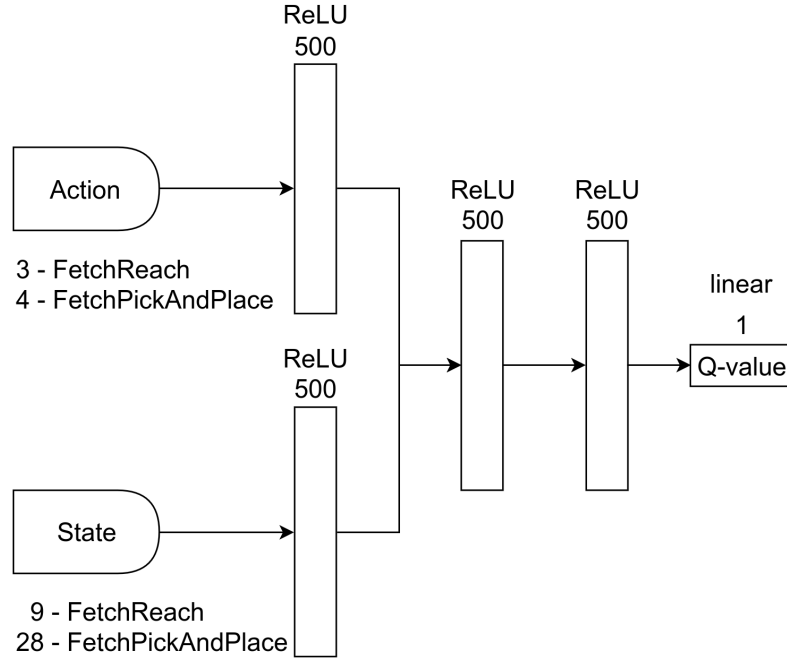 ReLU
500
Action
3 - FetchReach
4 - FetchPickAndPlace
ReLU
500
State
9 - FetchReach
28 - FetchPickAndPlace
ReLU
500
ReLU
500
linear
1
Q-value